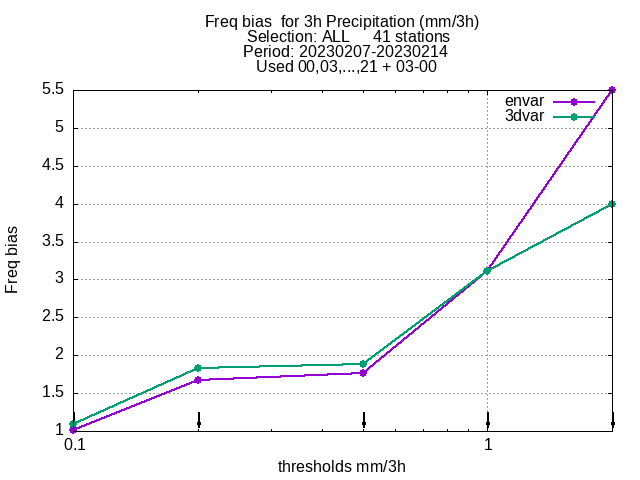 Freq bias  for 3h Precipitation (mm/3h)
Selection: ALL     41 stations
Period: 20230207-20230214
Used 00,03,...,21 + 03-00
envar
3dvar
5.5
5
4.5
4
3.5
3
2.5
2
1.5
1
Freq bias
0.1
1
thresholds mm/3h